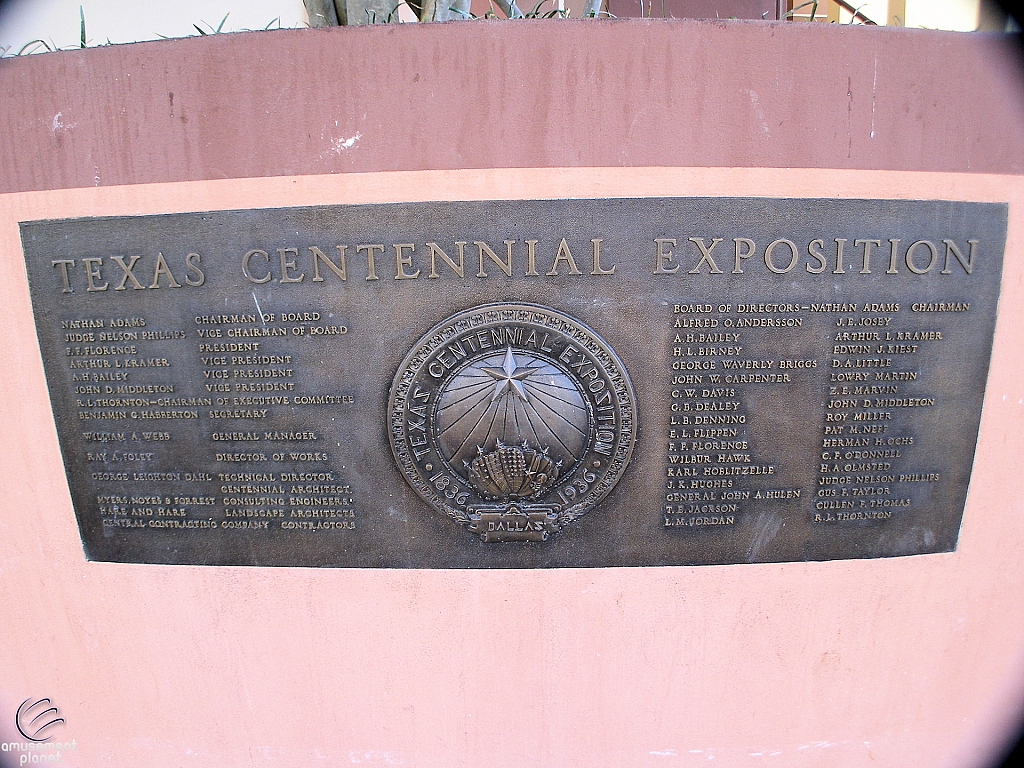 TEXAS CENTENNIAL EXPOSITION
NATHAN ADAMS CHAIRMAN OF BOARD
JUDGE NELSON PHILLIPS VICE CHAIRMAN OF BOARD
F. F. FLORENCE PRESIDENT
ARTHUR L. KRAMER VICE PRESIDENT
A. H. BAILEY VICE PRESIDENT
JOHN D. MIDDLETON VICE PRESIDENT
R. L. THORNTON—CHAIRMAN OF EXECUTIVE COMMITTEE
BENJAMIN G. HABBERTON SECRETARY
WILLIAM A. WEBB GENERAL MANAGER
RAY A. FOLEY DIRECTOR OF WORKS
GEORGE LEIGHTON DAHL TECHNICAL DIRECTOR
CENTENNIAL ARCHITECT
MYERS, NOYES & FORREST CONSULTING ENGINEERS
HARE AND HARE LANDSCAPE ARCHITECTS
CENTRAL CONTRACTING COMPANY CONTRACTORS
TEXAS CENTENNIAL EXPOSITION
1836 1936
DALLAS
BOARD OF DIRECTORS—NATHAN ADAMS CHAIRMAN
ALFRED O. ANDERSSON J. E. JOSEY
A. H. BAILEY ARTHUR L. KRAMER
H. L. BIRNEY EDWIN J. KIEST
GEORGE WAVERLY BRIGGS D. A. LITTLE
JOHN W. CARPENTER LOWRY MARTIN
C. W. DAVIS Z. E. MARVIN
G. B. DEALEY JOHN D. MIDDLETON
L. B. DENNING ROY MILLER
E. L. FLIPPEN PAT M. NEFF
F. F. FLORENCE HERMAN H. OCHS
WILBUR HAWK C. F. O'DONNELL
KARL HOBLITZELLE H. A. OLMSTED
J. K. HUGHES JUDGE NELSON PHILLIPS
GENERAL JOHN A. HULEN GUS F. TAYLOR
T. E. JACKSON CULLEN F. THOMAS
L. M. JORDAN R. L. THORNTON
amusement
planet